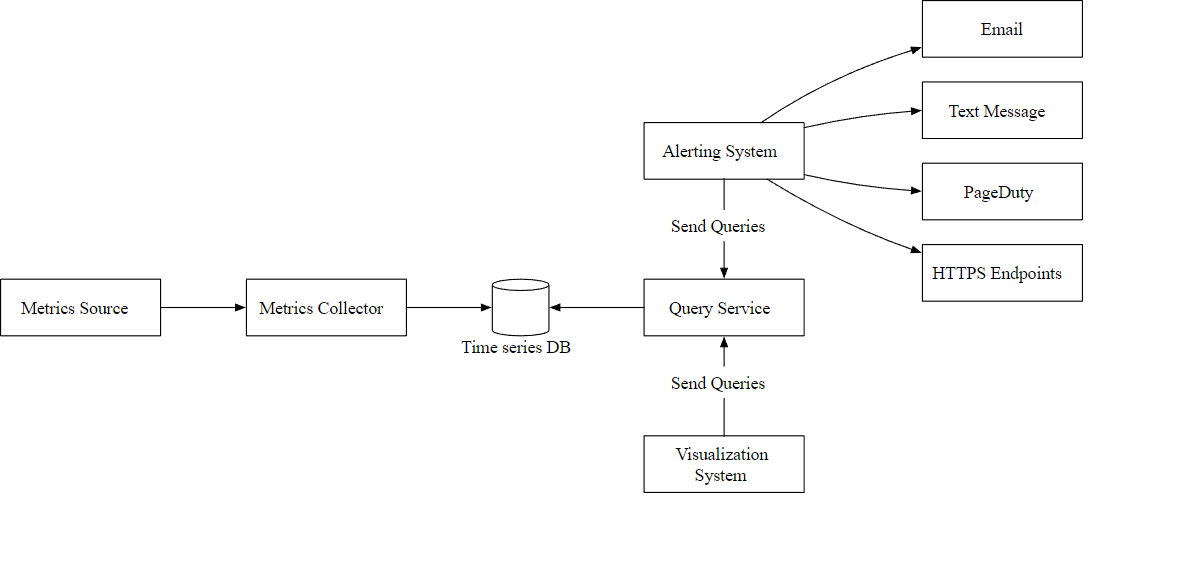 Email
Text Message
Alerting System
PageDuty
Send Queries
HTTPS Endpoints
Metrics Source
Metrics Collector
Query Service
Time series DB
Send Queries
Visualization
System